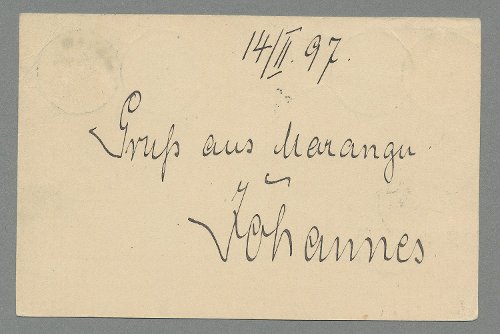 14/II. 97.
Gruß aus Marangu.
Johannes